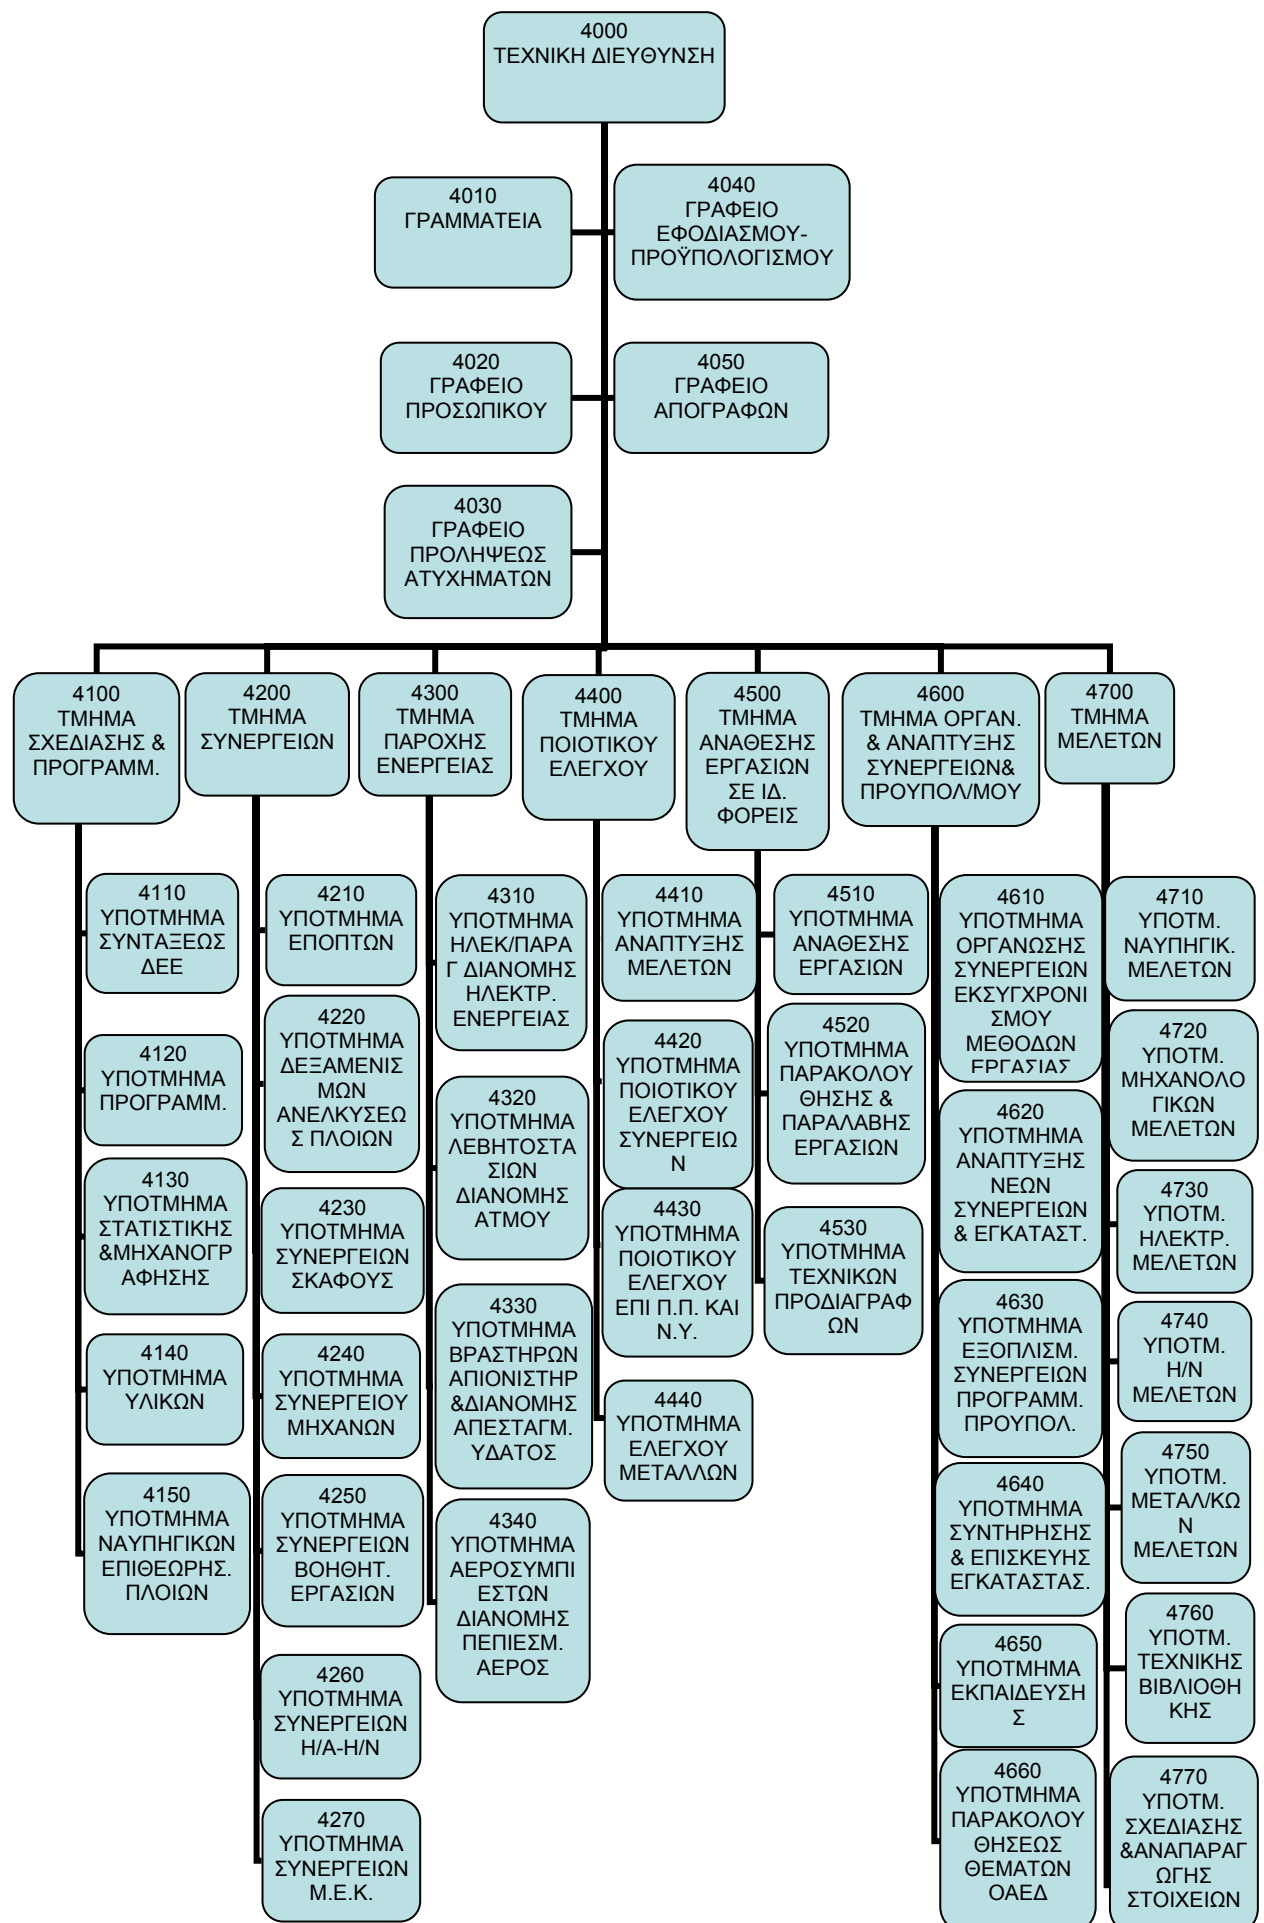 4000
ΤΕΧΝΙΚΗ ΔΙΕΥΘΥΝΣΗ
4010
ΓΡΑΜΜΑΤΕΙΑ
4040
ΓΡΑΦΕΙΟ
ΕΦΟΔΙΑΣΜΟΥ-
ΠΡΟΫΠΟΛΟΓΙΣΜΟΥ
4020
ΓΡΑΦΕΙΟ
ΠΡΟΣΩΠΙΚΟΥ
4050
ΓΡΑΦΕΙΟ
ΑΠΟΓΡΑΦΩΝ
4030
ΓΡΑΦΕΙΟ
ΠΡΟΛΗΨΕΩΣ
ΑΤΥΧΗΜΑΤΩΝ
4100
ΤΜΗΜΑ
ΣΧΕΔΙΑΣΗΣ &
ΠΡΟΓΡΑΜΜ.
4200
ΤΜΗΜΑ
ΣΥΝΕΡΓΕΙΩΝ
4300
ΤΜΗΜΑ
ΠΑΡΟΧΗΣ
ΕΝΕΡΓΕΙΑΣ
4400
ΤΜΗΜΑ
ΠΟΙΟΤΙΚΟΥ
ΕΛΕΓΧΟΥ
4500
ΤΜΗΜΑ
ΑΝΑΘΕΣΗΣ
ΕΡΓΑΣΙΩΝ
ΣΕ ΙΔ.
ΦΟΡΕΙΣ
4600
ΤΜΗΜΑ ΟΡΓΑΝ.
& ΑΝΑΠΤΥΞΗΣ
ΣΥΝΕΡΓΕΙΩΝ&
ΠΡΟΥΠΟΛ/ΜΟΥ
4700
ΤΜΗΜΑ
ΜΕΛΕΤΩΝ
4110
ΥΠΟΤΜΗΜΑ
ΣΥΝΤΑΞΕΩΣ
ΔΕΕ
4120
ΥΠΟΤΜΗΜΑ
ΠΡΟΓΡΑΜΜ.
4130
ΥΠΟΤΜΗΜΑ
ΣΤΑΤΙΣΤΙΚΗΣ
&ΜΗΧΑΝΟΓΡ
ΑΦΗΣΗΣ
4140
ΥΠΟΤΜΗΜΑ
ΥΛΙΚΩΝ
4150
ΥΠΟΤΜΗΜΑ
ΝΑΥΠΗΓΙΚΩΝ
ΕΠΙΘΕΩΡΗΣ.
ΠΛΟΙΩΝ
4210
ΥΠΟΤΜΗΜΑ
ΕΠΟΠΤΩΝ
4220
ΥΠΟΤΜΗΜΑ
ΔΕΞΑΜΕΝΙΣ
ΜΩΝ
ΑΝΕΛΚΥΣΕΩ
Σ ΠΛΟΙΩΝ
4230
ΥΠΟΤΜΗΜΑ
ΣΥΝΕΡΓΕΙΩΝ
ΣΚΑΦΟΥΣ
4240
ΥΠΟΤΜΗΜΑ
ΣΥΝΕΡΓΕΙΟΥ
ΜΗΧΑΝΩΝ
4250
ΥΠΟΤΜΗΜΑ
ΣΥΝΕΡΓΕΙΩΝ
ΒΟΗΘΗΤ.
ΕΡΓΑΣΙΩΝ
4260
ΥΠΟΤΜΗΜΑ
ΣΥΝΕΡΓΕΙΩΝ
Η/Α-Η/Ν
4270
ΥΠΟΤΜΗΜΑ
ΣΥΝΕΡΓΕΙΩΝ
Μ.Ε.Κ.
4310
ΥΠΟΤΜΗΜΑ
ΗΛΕΚ/ΠΑΡΑ
Γ ΔΙΑΝΟΜΗΣ
ΗΛΕΚΤΡ.
ΕΝΕΡΓΕΙΑΣ
4320
ΥΠΟΤΜΗΜΑ
ΛΕΒΗΤΟΣΤΑ
ΣΙΩΝ
ΔΙΑΝΟΜΗΣ
ΑΤΜΟΥ
4330
ΥΠΟΤΜΗΜΑ
ΒΡΑΣΤΗΡΩΝ
ΑΠΙΟΝΙΣΤΗΡ
&ΔΙΑΝΟΜΗΣ
ΑΠΕΣΤΑΓΜ.
ΥΔΑΤΟΣ
4340
ΥΠΟΤΜΗΜΑ
ΑΕΡΟΣΥΜΠΙ
ΕΣΤΩΝ
ΔΙΑΝΟΜΗΣ
ΠΕΠΙΕΣΜ.
ΑΕΡΟΣ
4410
ΥΠΟΤΜΗΜΑ
ΑΝΑΠΤΥΞΗΣ
ΜΕΛΕΤΩΝ
4420
ΥΠΟΤΜΗΜΑ
ΠΟΙΟΤΙΚΟΥ
ΕΛΕΓΧΟΥ
ΣΥΝΕΡΓΕΙΩ
Ν
4430
ΥΠΟΤΜΗΜΑ
ΠΟΙΟΤΙΚΟΥ
ΕΛΕΓΧΟΥ
ΕΠΙ Π.Π. ΚΑΙ
Ν.Υ.
4440
ΥΠΟΤΜΗΜΑ
ΕΛΕΓΧΟΥ
ΜΕΤΑΛΛΩΝ
4510
ΥΠΟΤΜΗΜΑ
ΑΝΑΘΕΣΗΣ
ΕΡΓΑΣΙΩΝ
4520
ΥΠΟΤΜΗΜΑ
ΠΑΡΑΚΟΛΟΥ
ΘΗΣΗΣ &
ΠΑΡΑΛΑΒΗΣ
ΕΡΓΑΣΙΩΝ
4530
ΥΠΟΤΜΗΜΑ
ΤΕΧΝΙΚΩΝ
ΠΡΟΔΙΑΓΡΑΦ
ΩΝ
4610
ΥΠΟΤΜΗΜΑ
ΟΡΓΑΝΩΣΗΣ
ΣΥΝΕΡΓΕΙΩΝ
ΕΚΣΥΓΧΡΟΝΙ
ΣΜΟΥ
ΜΕΘΟΔΩΝ
ΕΡΓΑΣΙΑΣ
4620
ΥΠΟΤΜΗΜΑ
ΑΝΑΠΤΥΞΗΣ
ΝΕΩΝ
ΣΥΝΕΡΓΕΙΩΝ
& ΕΓΚΑΤΑΣΤ.
4630
ΥΠΟΤΜΗΜΑ
ΕΞΟΠΛΙΣΜ.
ΣΥΝΕΡΓΕΙΩΝ
ΠΡΟΓΡΑΜΜ.
ΠΡΟΥΠΟΛ.
4640
ΥΠΟΤΜΗΜΑ
ΣΥΝΤΗΡΗΣΗΣ
& ΕΠΙΣΚΕΥΗΣ
ΕΓΚΑΤΑΣΤΑΣ.
4650
ΥΠΟΤΜΗΜΑ
ΕΚΠΑΙΔΕΥΣΗ
Σ
4660
ΥΠΟΤΜΗΜΑ
ΠΑΡΑΚΟΛΟΥ
ΘΗΣΕΩΣ
ΘΕΜΑΤΩΝ
ΟΑΕΔ
4710
ΥΠΟΤΜ.
ΝΑΥΠΗΓΙΚ.
ΜΕΛΕΤΩΝ
4720
ΥΠΟΤΜ.
ΜΗΧΑΝΟΛΟ
ΓΙΚΩΝ
ΜΕΛΕΤΩΝ
4730
ΥΠΟΤΜ.
ΗΛΕΚΤΡ.
ΜΕΛΕΤΩΝ
4740
ΥΠΟΤΜ.
Η/Ν
ΜΕΛΕΤΩΝ
4750
ΥΠΟΤΜ.
ΜΕΤΑΛ/ΚΩ
Ν
ΜΕΛΕΤΩΝ
4760
ΥΠΟΤΜ.
ΤΕΧΝΙΚΗΣ
ΒΙΒΛΙΟΘΗ
ΚΗΣ
4770
ΥΠΟΤΜ.
ΣΧΕΔΙΑΣΗΣ
&ΑΝΑΠΑΡΑΓ
ΩΓΗΣ
ΣΤΟΙΧΕΙΩΝ